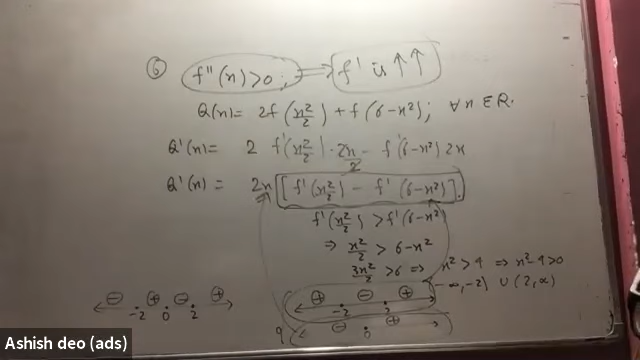 ⑥ f''(x)>0; ⇒ f' is ↑↑
Q(x)= 2f(x²/2) + f(6-x²); ∀x∈R.
Q'(x)= 2 f'(x²/2)·2x/2 - f'(6-x²)2x
Q'(x)= 2x[f'(x²/2) - f'(6-x²)].
f'(x²/2) > f'(6-x²)
⇒ x²/2 > 6-x²
3x²/2 > 6 ⇒ x²>4 ⇒ x²-4>0
-∞,-2) ∪ (2,∞)
⊕ ⊖ ⊕
-2 2
⊖ ⊕
0
⊖ ⊕ ⊖ ⊕
-2 0 2
Ashish deo (ads)